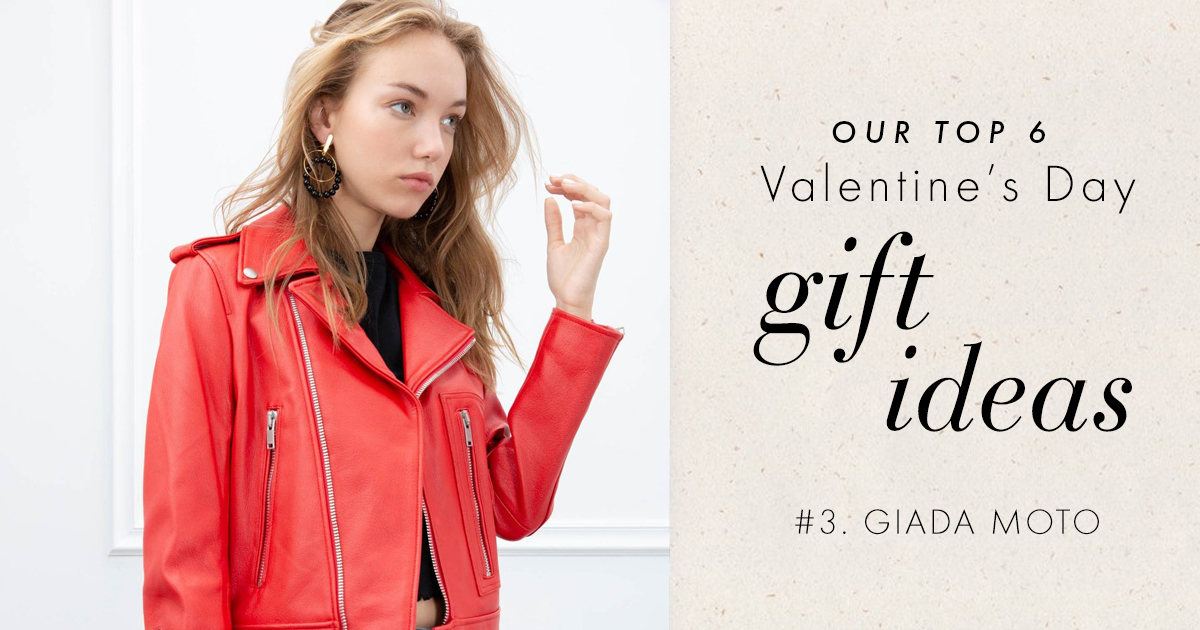 OUR TOP 6
Valentine’s Day
gift
ideas
#3. GIADA MOTO